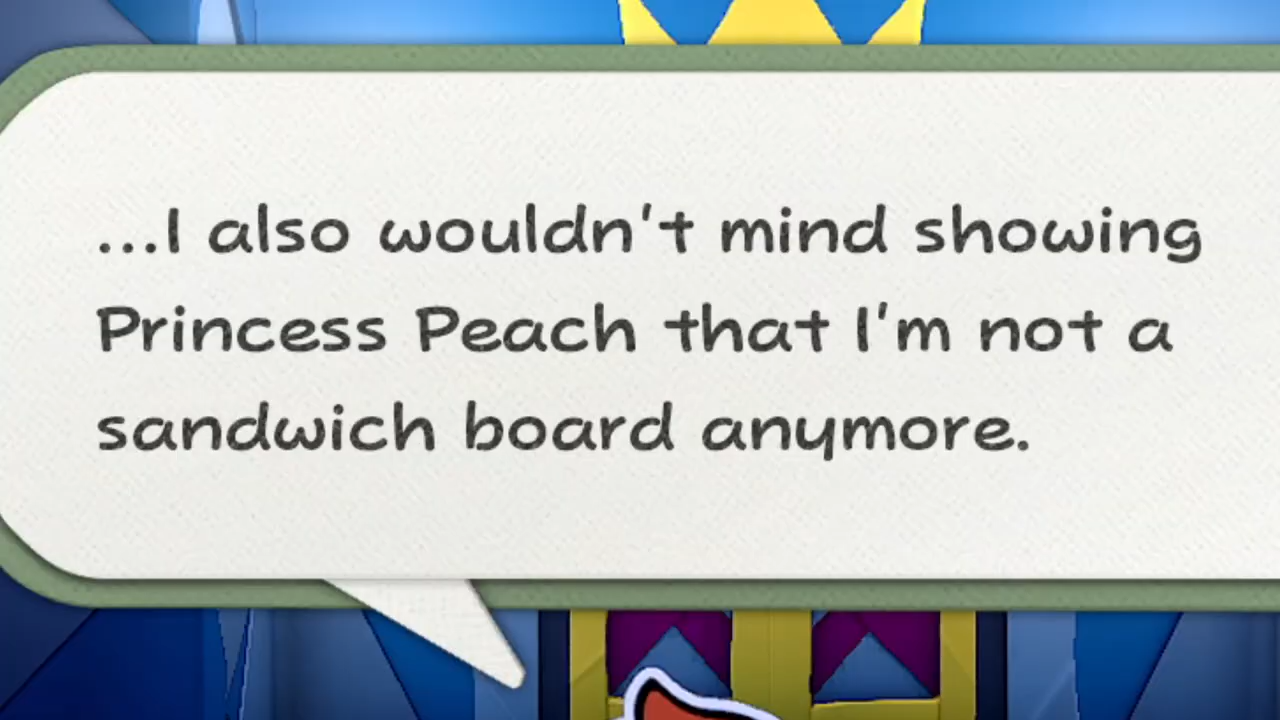 ...I also wouldn't mind showing
Princess Peach that I'm not a
sandwich board anymore.